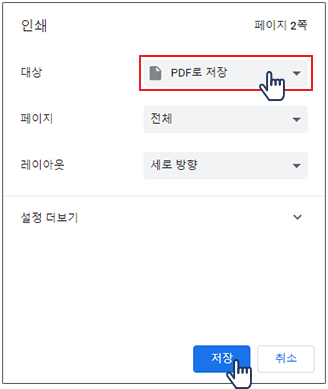 인쇄 페이지 2쪽
대상 PDF로 저장
페이지 전체
레이아웃 세로 방향
설정 더보기
저장 취소